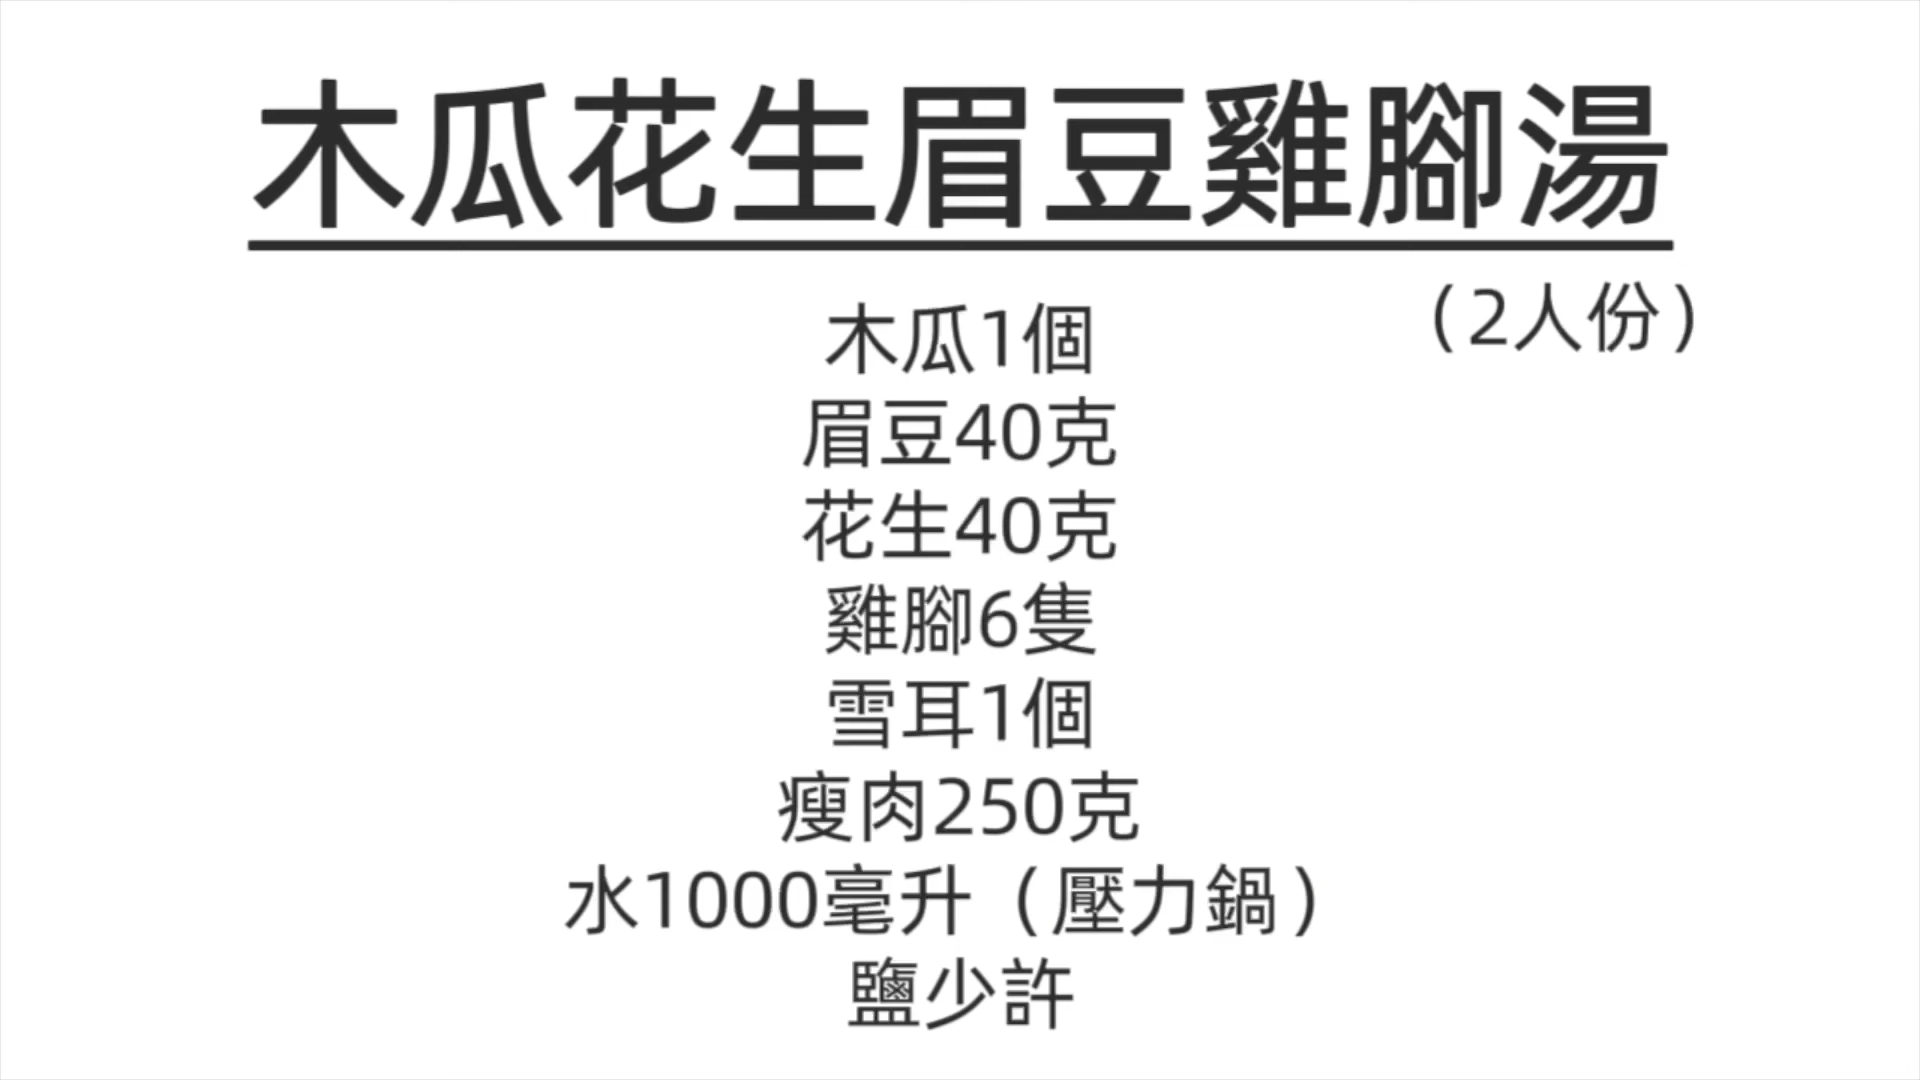 木瓜花生眉豆雞腳湯
（2人份）
木瓜1個
眉豆40克
花生40克
雞腳6隻
雪耳1個
瘦肉250克
水1000毫升（壓力鍋）
鹽少許